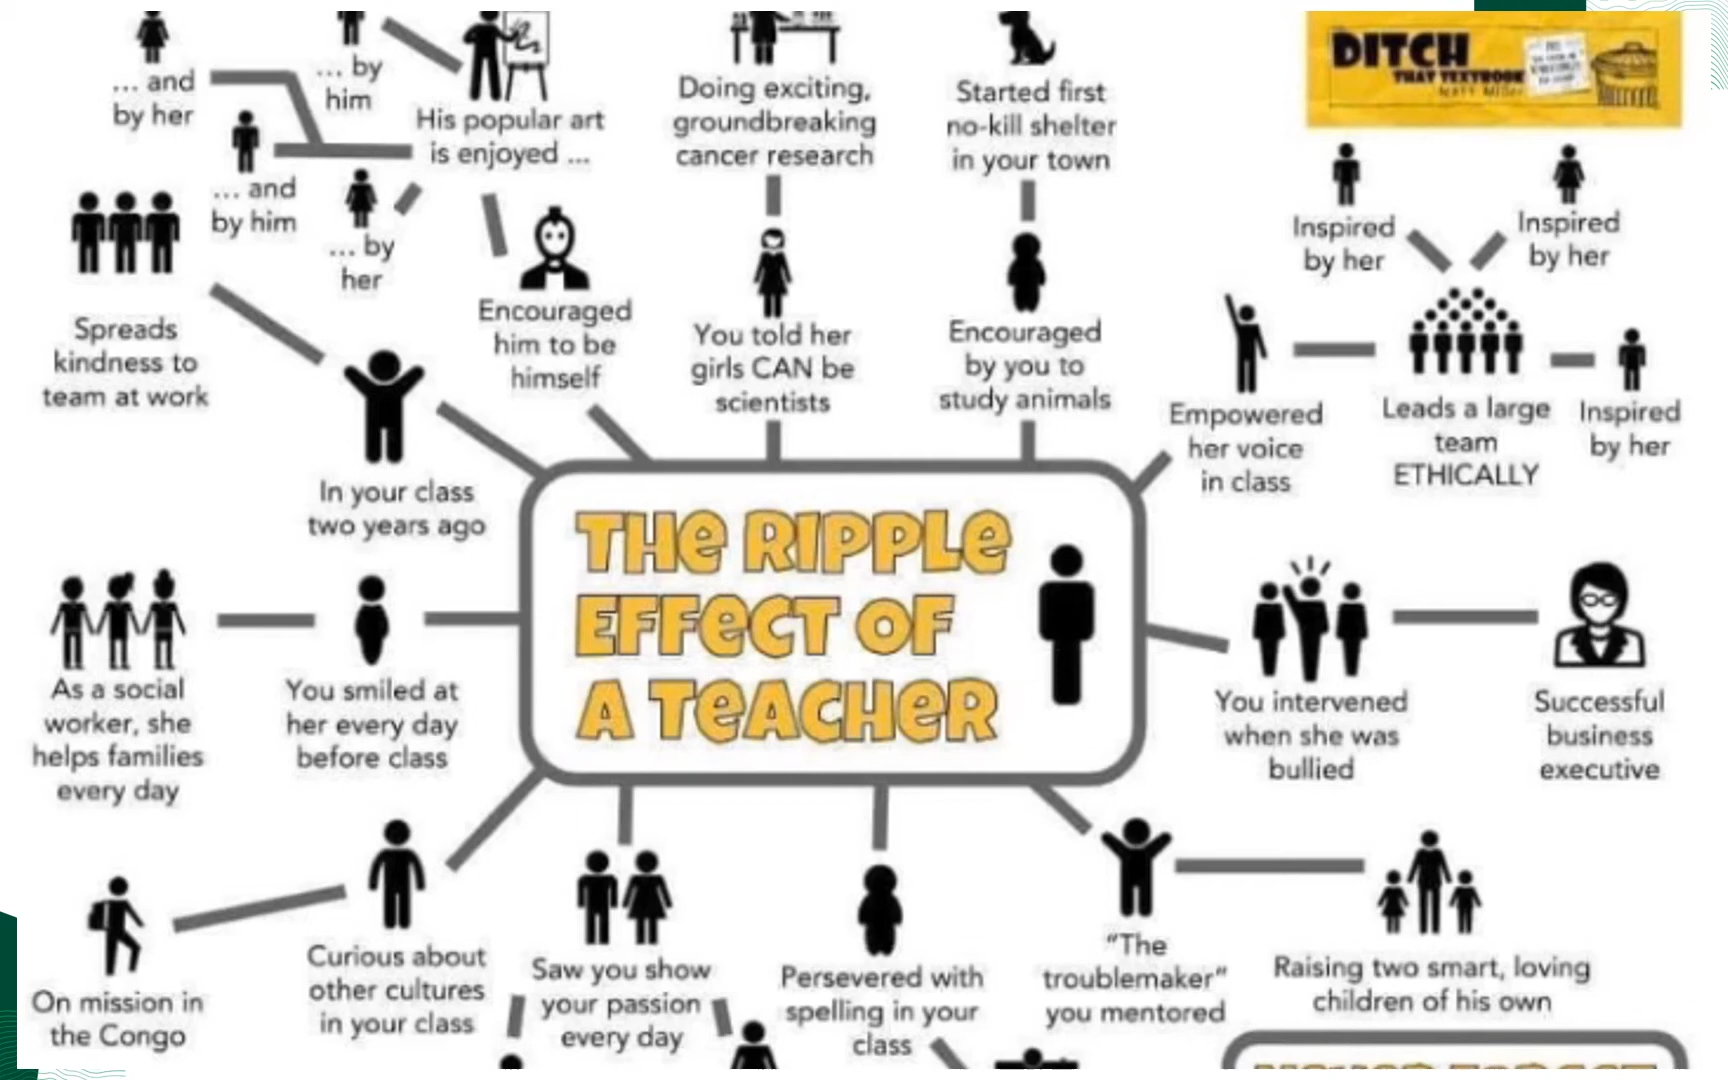 ... and
by her
... by
him
His popular art
is enjoyed ...
Doing exciting,
groundbreaking
cancer research
Started first
no-kill shelter
in your town
DITCH
THAT TEXTBOOK
... and
by him
... by
her
Inspired
by her
Inspired
by her
Spreads
kindness to
team at work
Encouraged
him to be
himself
You told her
girls CAN be
scientists
Encouraged
by you to
study animals
Empowered
her voice
in class
Leads a large
team
ETHICALLY
Inspired
by her
In your class
two years ago
THE RIPPLE
EFFECT OF
A TEACHER
As a social
worker, she
helps families
every day
You smiled at
her every day
before class
You intervened
when she was
bullied
Successful
business
executive
On mission in
the Congo
Curious about
other cultures
in your class
Saw you show
your passion
every day
Persevered with
spelling in your
class
"The
troublemaker"
you mentored
Raising two smart, loving
children of his own